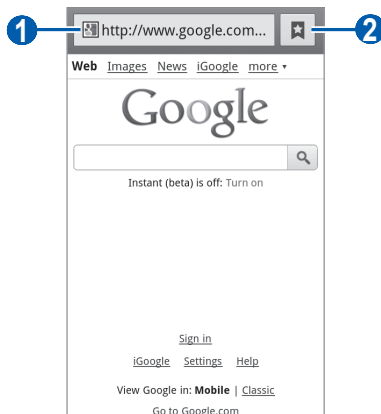 1 http://www.google.com... 2
Web Images News iGoogle more ▾
Google
Instant (beta) is off: Turn on
Sign in
iGoogle Settings Help
View Google in: Mobile | Classic
Go to Google.com